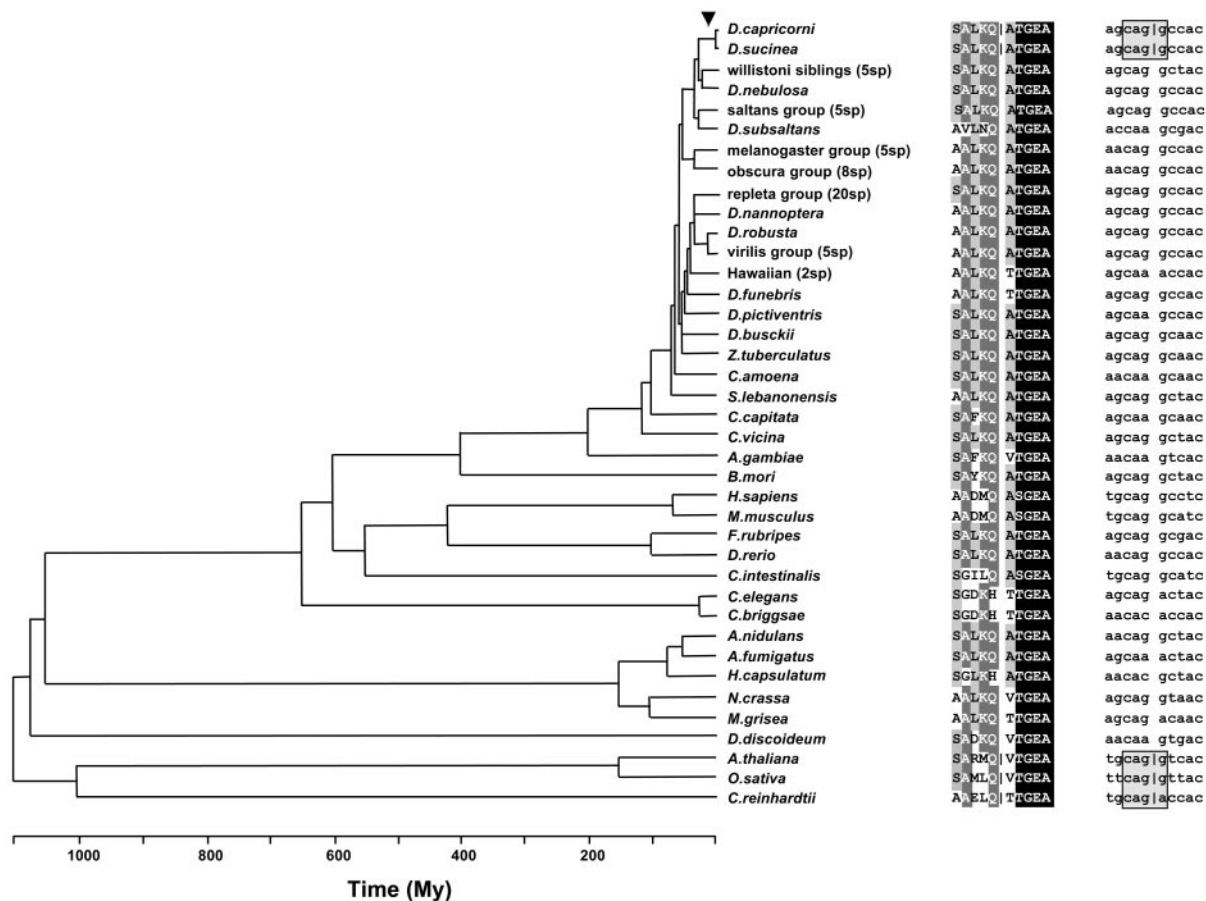 D.capricorni SALKQ|ATGEA agcag|gccac
D.sucinea SALKQ|ATGEA agcag|gccac
willistoni siblings (5sp) SALKQ ATGEA agcag gctac
D.nebulosa SALKQ ATGEA agcag gccac
saltans group (5sp) SALKQ ATGEA agcag gccac
D.subsaltans AVLNQ ATGEA accaa gcgac
melanogaster group (5sp) AALKQ ATGEA aacag gccac
obscura group (8sp) AALKQ ATGEA aacag gccac
repleta group (20sp) SALKQ ATGEA agcag gccac
D.nannoptera AALKQ ATGEA agcag gccac
D.robusta AALKQ ATGEA agcag gccac
virilis group (5sp) AALKQ ATGEA agcag gccac
Hawaiian (2sp) AALKQ TTGEA agcaa accac
D.funebris AALKQ TTGEA agcag gccac
D.pictiventris SALKQ ATGEA agcaa gccac
D.busckii SALKQ ATGEA agcag gcaac
Z.tuberculatus SALKQ ATGEA agcag gcaac
C.amoena SALKQ ATGEA aacaa gcaac
S.lebanonensis AALKQ ATGEA agcag gctac
C.capitata SAFKQ ATGEA agcaa gcaac
C.vicina SALKQ ATGEA agcag gctac
A.gambiae SAFKQ VTGEA aacaa gtcac
B.mori SAYKQ ATGEA agcag gctac
H.sapiens AADMQ ASGEA tgcag gcctc
M.musculus AADMQ ASGEA tgcag gcatc
F.rubripes SALKQ ATGEA agcag gcgac
D.rerio SALKQ ATGEA aacag gccac
C.intestinalis SGILQ ASGEA tgcag gcatc
C.elegans SGDKH TTGEA agcag actac
C.briggsae SGDKH TTGEA aacac accac
A.nidulans SALKQ ATGEA aacag gctac
A.fumigatus SALKQ ATGEA agcaa actac
H.capsulatum SGLKH ATGEA aacac gctac
N.crassa AALKQ VTGEA agcag gtaac
M.grisea AALKQ TTGEA agcag acaac
D.discoideum SADKQ VTGEA aacaa gtgac
A.thaliana SARMQ|VTGEA tgcag|gtcac
O.sativa SAMLQ|VTGEA ttcag|gttac
C.reinhardtii AAELQ|TTGEA tgcag|accac
1000 800 600 400 200
Time (My)